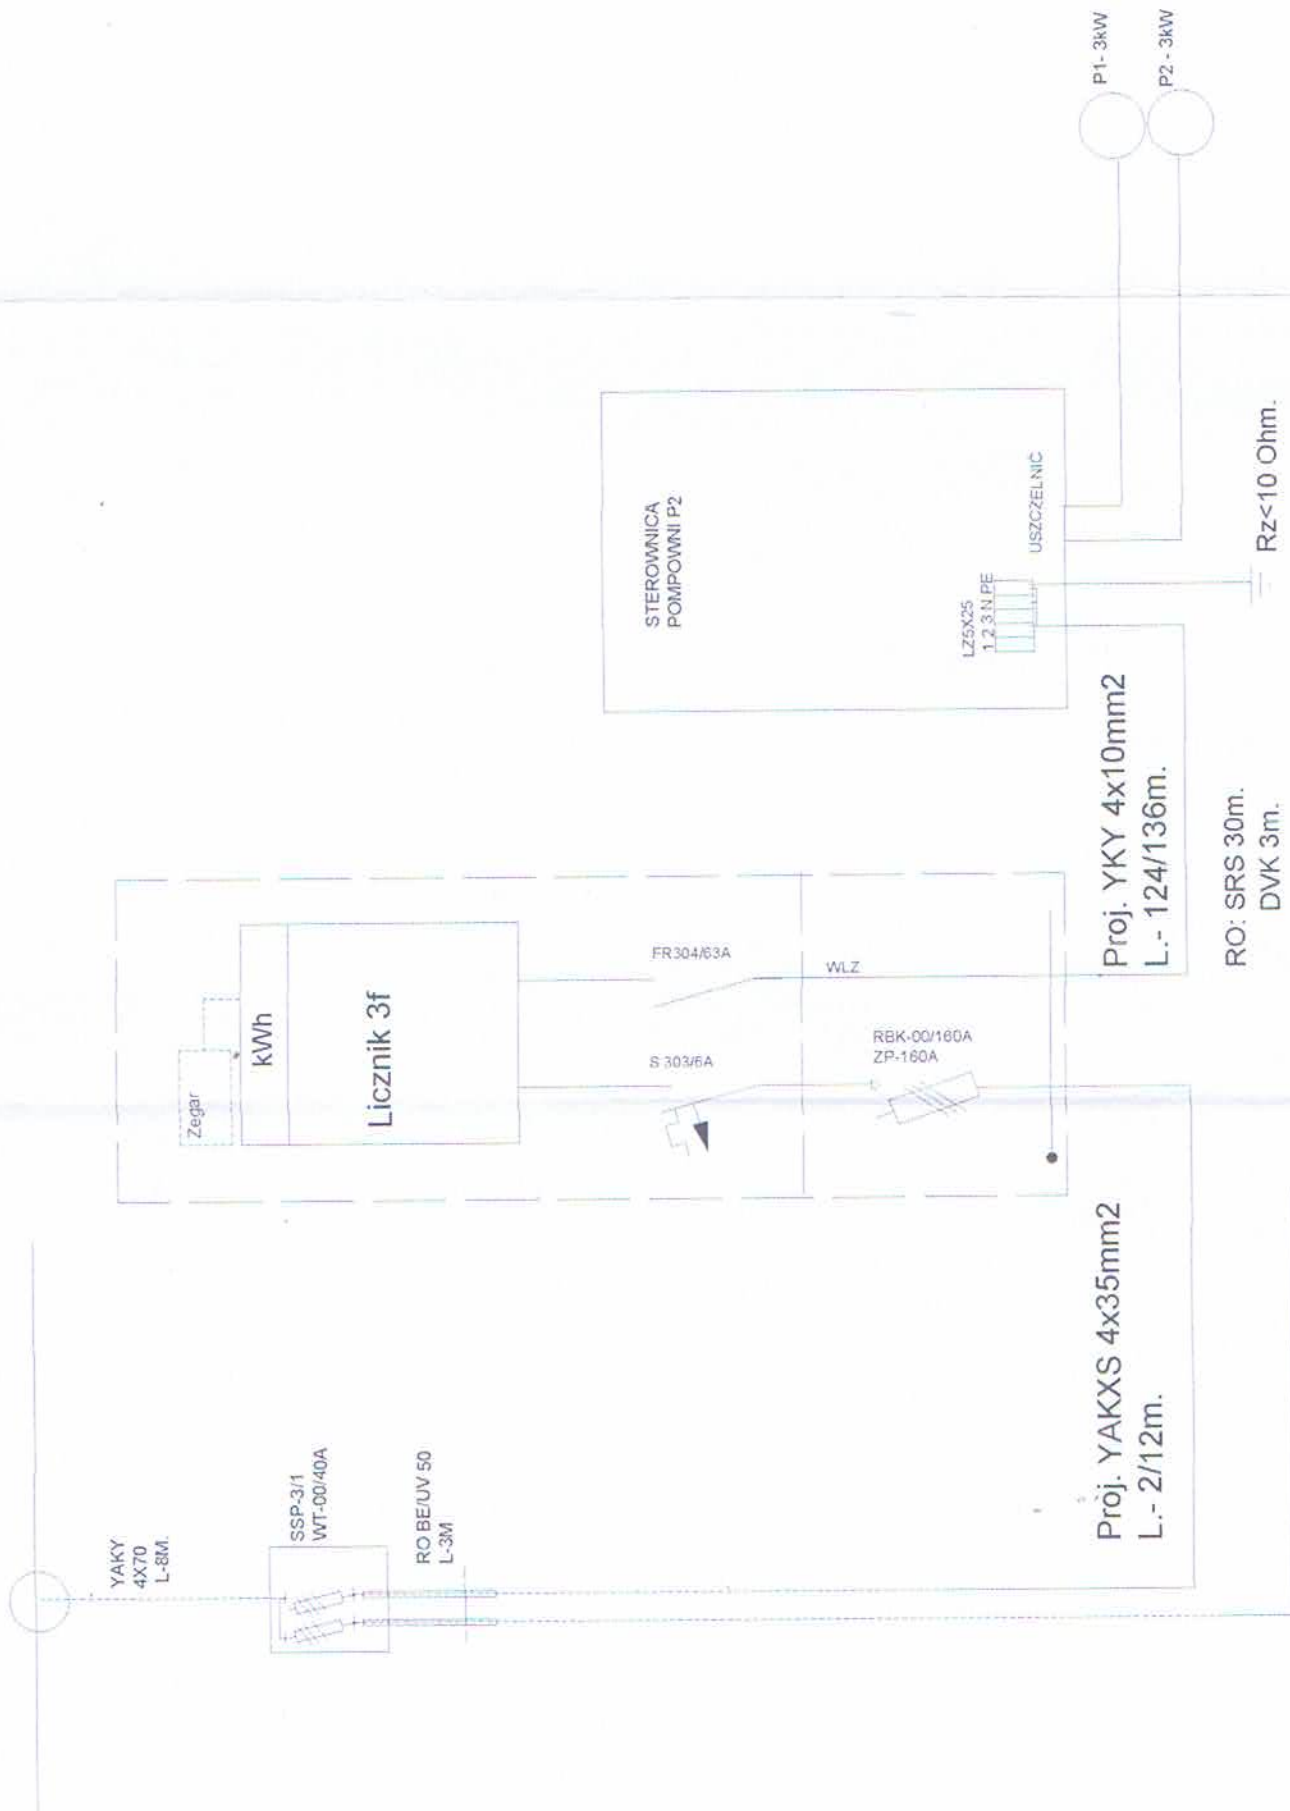 YAKY
4X70
L-8M.
SSP-3/1
WT-00/40A
RO BE/UV 50
L-3M
Proj. YAKXS 4x35mm2
L.- 2/12m.
Zegar
kWh
Licznik 3f
S 303/6A
FR304/63A
RBK-00/160A
ZP-160A
WLZ
Proj. YKY 4x10mm2
L.- 124/136m.
RO: SRS 30m.
DVK 3m.
STEROWNICA
POMPOWNI P2
LZ5X25
1 2 3 N PE
USZCZELNIC
Rz<10 Ohm.
P1- 3kW
P2 - 3kW